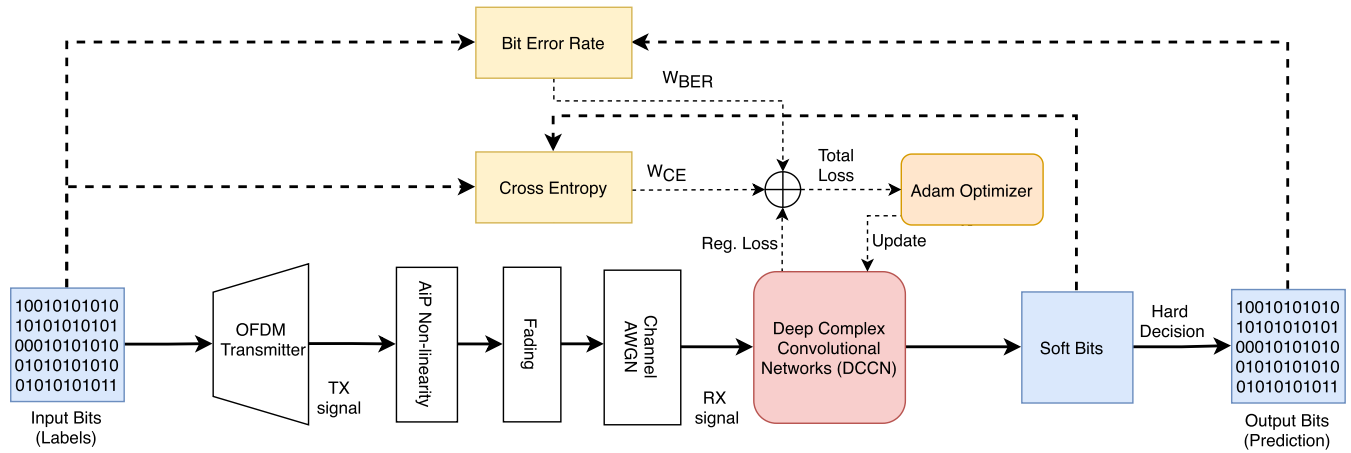 Bit Error Rate
W_BER
Cross Entropy
W_CE
Total
Loss
Adam Optimizer
Reg. Loss
Update
10010101010
10101010101
00010101010
01010101010
01010101011
Input Bits
(Labels)
OFDM
Transmitter
TX
signal
AiP Non-linearity
Fading
Channel
AWGN
RX
signal
Deep Complex
Convolutional
Networks (DCCN)
Soft Bits
Hard
Decision
10010101010
10101010101
00010101010
01010101010
01010101011
Output Bits
(Prediction)